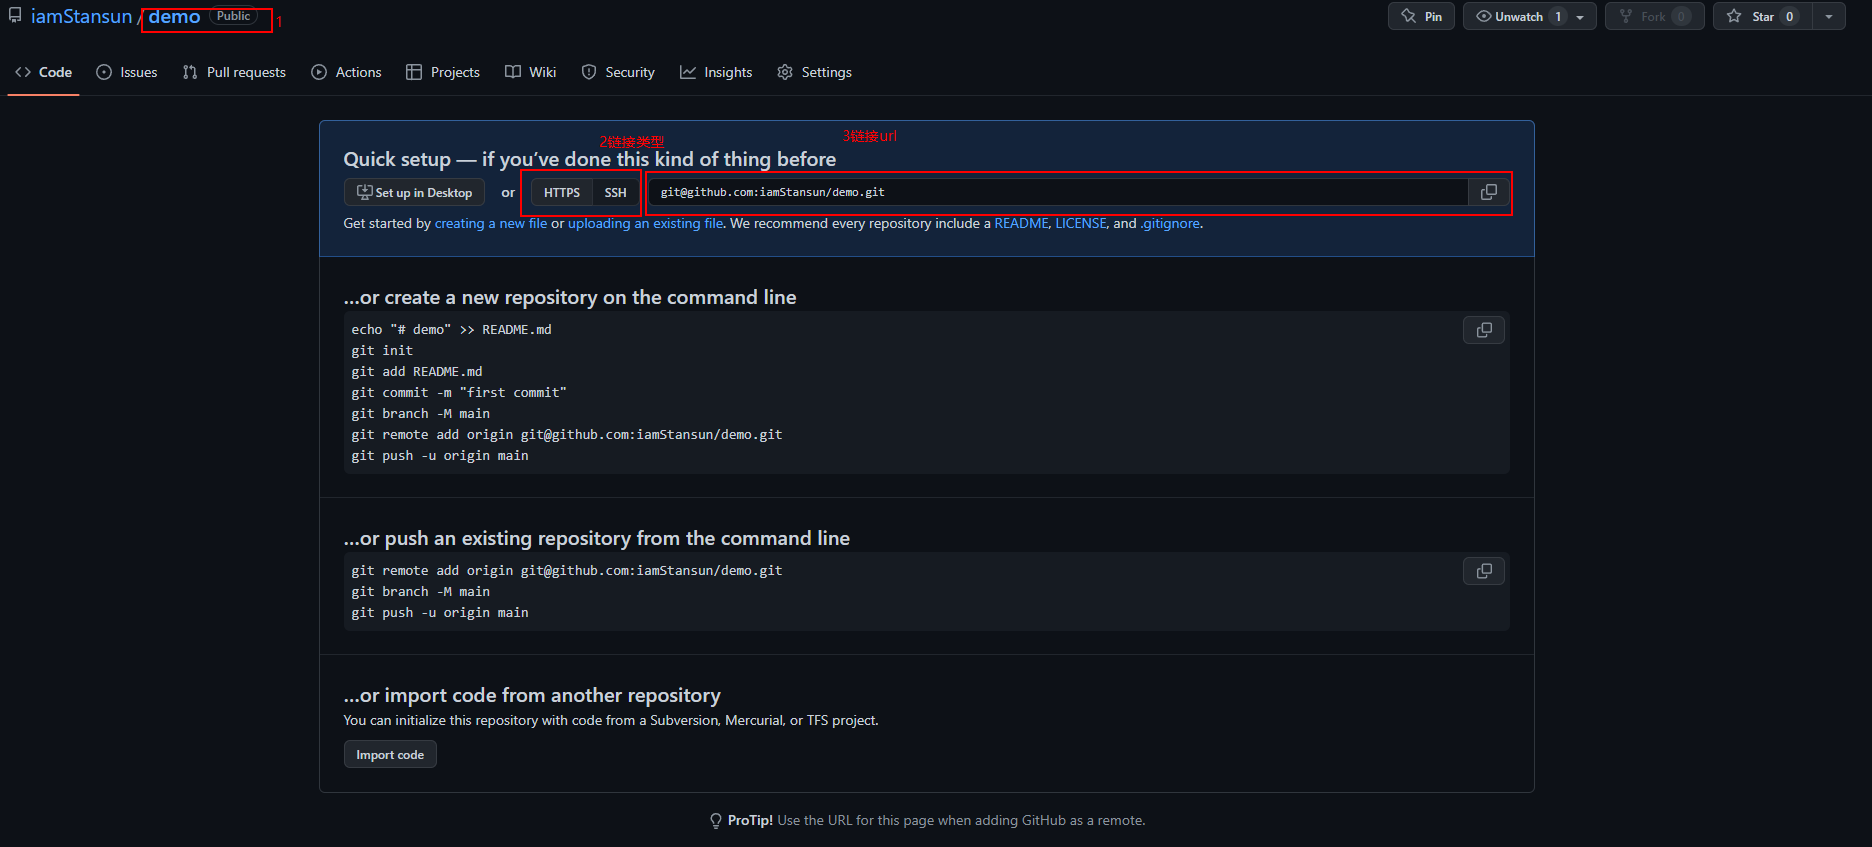 iamStansun / demo Public 1
Pin Unwatch 1 Fork 0 Star 0
Code Issues Pull requests Actions Projects Wiki Security Insights Settings
2链接类型 3链接url
Quick setup — if you’ve done this kind of thing before
Set up in Desktop or HTTPS SSH git@github.com:iamStansun/demo.git
Get started by creating a new file or uploading an existing file. We recommend every repository include a README, LICENSE, and .gitignore.
…or create a new repository on the command line
echo "# demo" >> README.md
git init
git add README.md
git commit -m "first commit"
git branch -M main
git remote add origin git@github.com:iamStansun/demo.git
git push -u origin main
…or push an existing repository from the command line
git remote add origin git@github.com:iamStansun/demo.git
git branch -M main
git push -u origin main
…or import code from another repository
You can initialize this repository with code from a Subversion, Mercurial, or TFS project.
Import code
ProTip! Use the URL for this page when adding GitHub as a remote.